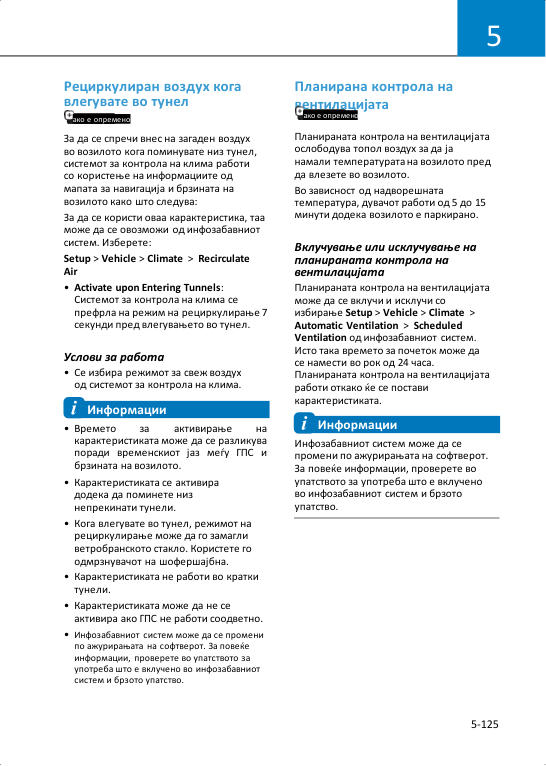 5
Рециркулиран воздух кога
влегувате во тунел
ако е опремено
За да се спречи внес на загаден воздух
во возилото кога поминувате низ тунел,
системот за контрола на клима работи
со користење на информациите од
мапата за навигација и брзината на
возилото како што следува:
За да се користи оваа карактеристика, таа
може да се овозможи од инфозабавниот
систем. Изберете:
Setup > Vehicle > Climate > Recirculate
Air
• Activate upon Entering Tunnels:
Системот за контрола на клима се
префрла на режим на рециркулирање 7
секунди пред влегувањето во тунел.
Услови за работа
• Се избира режимот за свеж воздух
од системот за контрола на клима.
i Информации
• Времето за активирање на
карактеристиката може да се разликува
поради временскиот јаз меѓу ГПС и
брзината на возилото.
• Карактеристиката се активира
додека да поминете низ
непрекинати тунели.
• Кога влегувате во тунел, режимот на
рециркулирање може да го замагли
ветробранското стакло. Користете го
одмрзнувачот на шофершајбна.
• Карактеристиката не работи во кратки
тунели.
• Карактеристиката може да не се
активира ако ГПС не работи соодветно.
• Инфозабавниот систем може да се промени
по ажурирањата на софтверот. За повеќе
информации, проверете во упатството за
употреба што е вклучено во инфозабавниот
систем и брзото упатство.
Планирана контрола на
вентилацијата
ако е опремено
Планираната контрола на вентилацијата
ослободува топол воздух за да ја
намали температурата на возилото пред
да влезете во возилото.
Во зависност од надворешната
температура, дувачот работи од 5 до 15
минути додека возилото е паркирано.
Вклучување или исклучување на
планираната контрола на
вентилацијата
Планираната контрола на вентилацијата
може да се вклучи и исклучи со
избирање Setup > Vehicle > Climate >
Automatic Ventilation > Scheduled
Ventilation од инфозабавниот систем.
Исто така времето за почеток може да
се намести во рок од 24 часа.
Планираната контрола на вентилацијата
работи откако ќе се постави
карактеристиката.
i Информации
Инфозабавниот систем може да се
промени по ажурирањата на софтверот.
За повеќе информации, проверете во
упатството за употреба што е вклучено
во инфозабавниот систем и брзото
упатство.
5-125